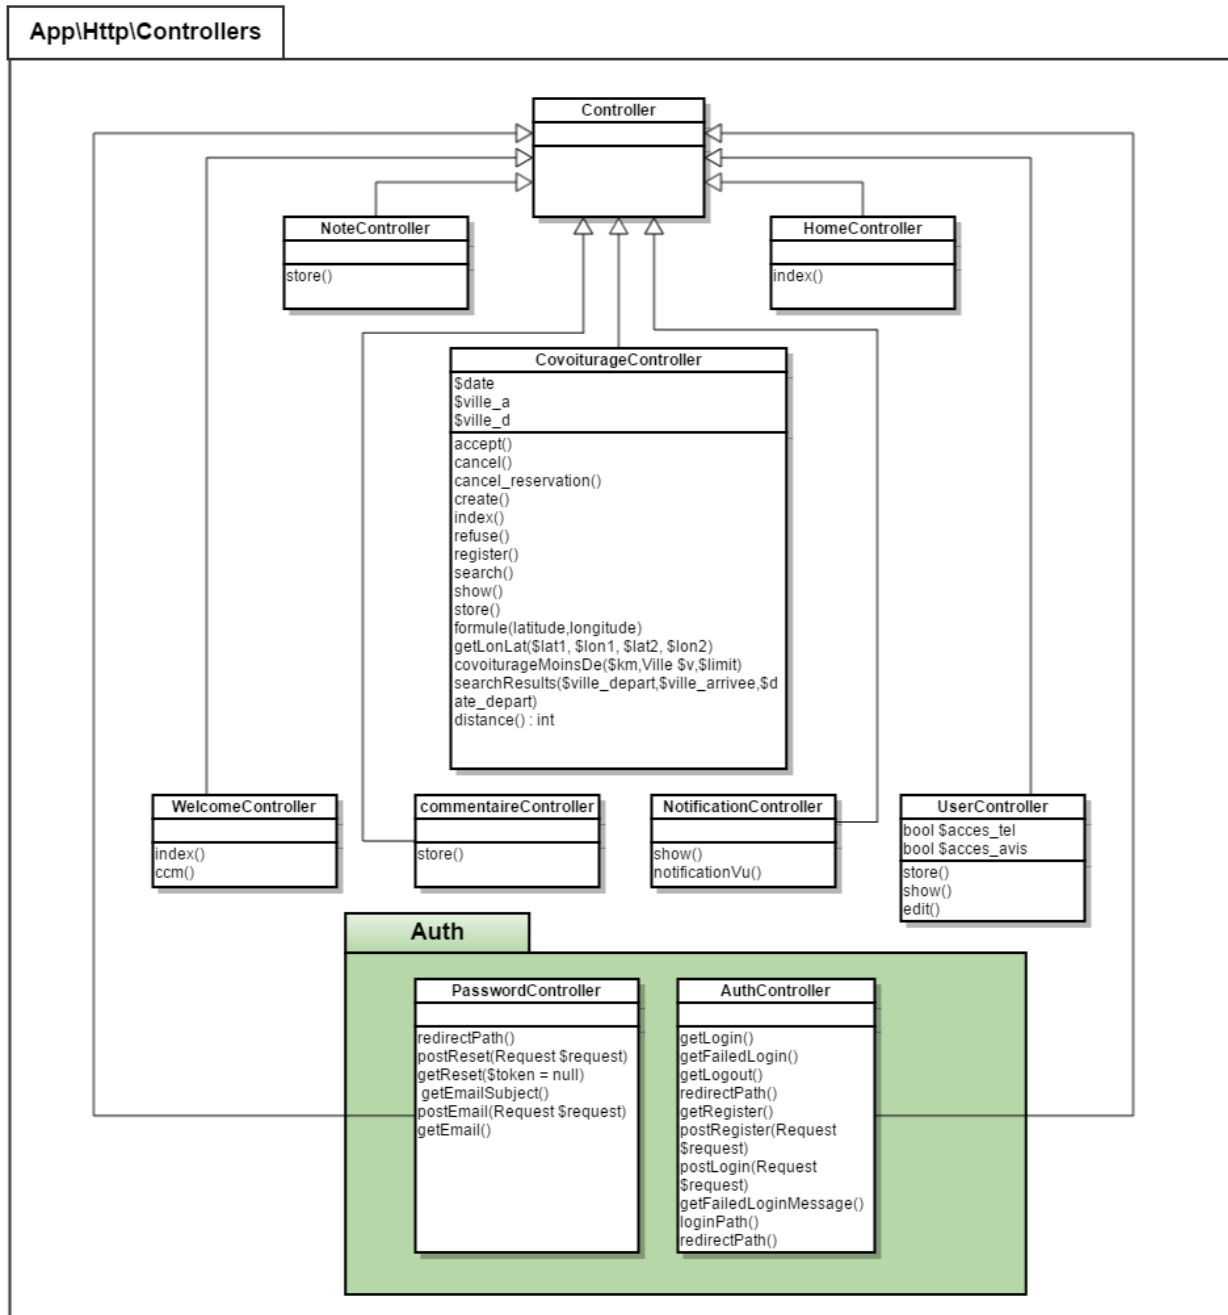 App\Http\Controllers
Controller
NoteController
store()
HomeController
index()
CovoiturageController
$date
$ville_a
$ville_d
accept()
cancel()
cancel_reservation()
create()
index()
refuse()
register()
search()
show()
store()
formule(latitude,longitude)
getLonLat($lat1, $lon1, $lat2, $lon2)
covoiturageMoinsDe($km,Ville $v,$limit)
searchResults($ville_depart,$ville_arrivee,$d
ate_depart)
distance() : int
WelcomeController
index()
ccm()
commentaireController
store()
NotificationController
show()
notificationVu()
UserController
bool $acces_tel
bool $acces_avis
store()
show()
edit()
Auth
PasswordController
redirectPath()
postReset(Request $request)
getReset($token = null)
getEmailSubject()
postEmail(Request $request)
getEmail()
AuthController
getLogin()
getFailedLogin()
getLogout()
redirectPath()
getRegister()
postRegister(Request
$request)
postLogin(Request
$request)
getFailedLoginMessage()
loginPath()
redirectPath()